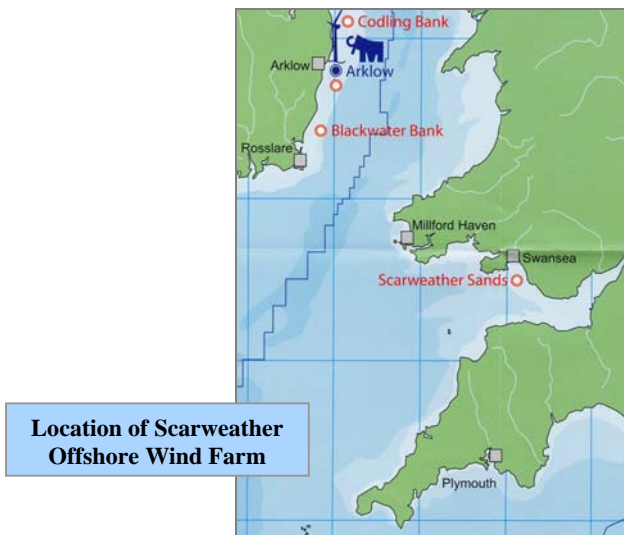 Codling Bank
Arklow
Arklow
Blackwater Bank
Rosslare
Millford Haven
Swansea
Scarweather Sands
Location of Scarweather
Offshore Wind Farm
Plymouth